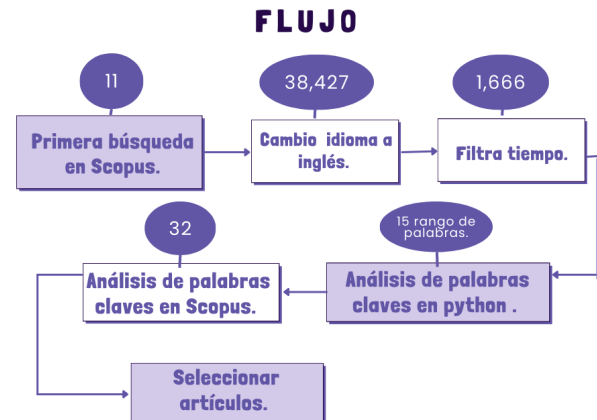 FLUJO
11
38,427
1,666
Primera búsqueda
en Scopus.
Cambio idioma a
inglés.
Filtra tiempo.
32
15 rango de
palabras.
Análisis de palabras
claves en Scopus.
Análisis de palabras
claves en python .
Seleccionar
artículos.